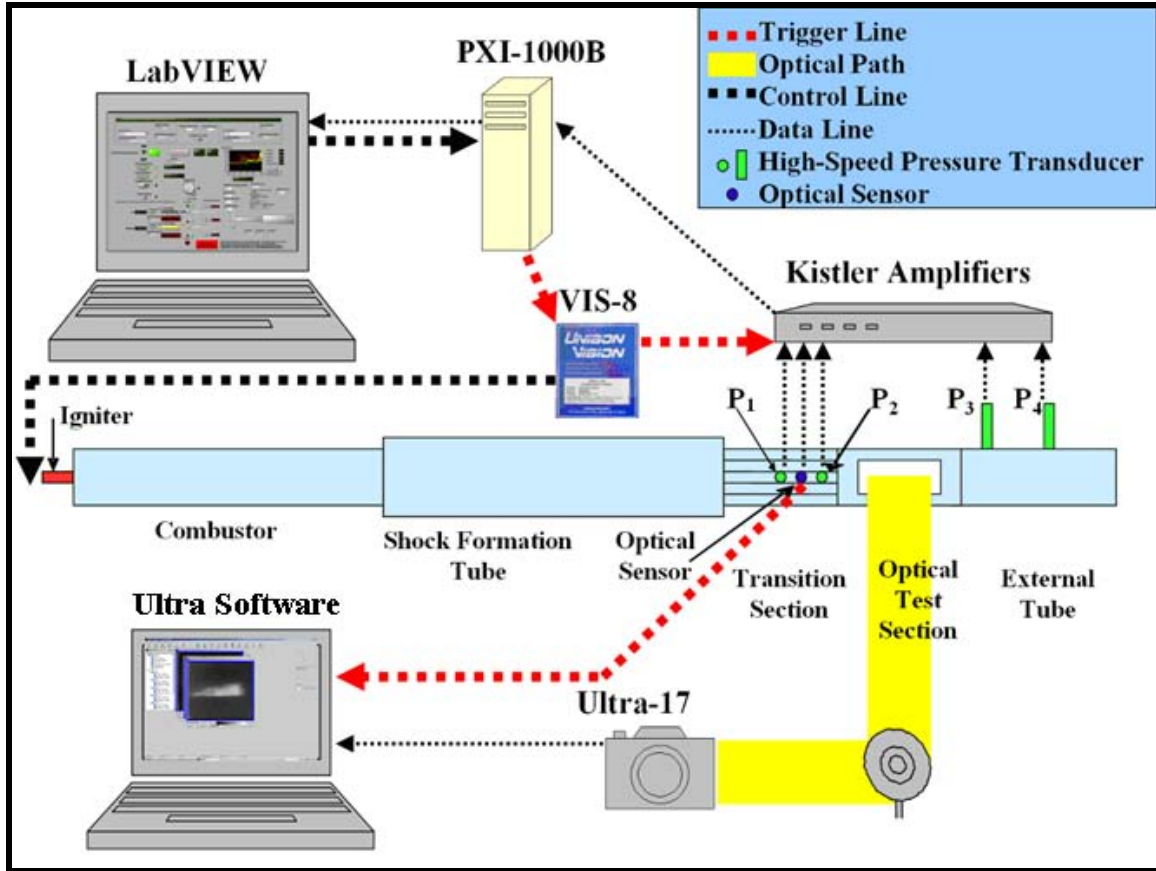 LabVIEW
PXI-1000B
Trigger Line
Optical Path
Control Line
Data Line
High-Speed Pressure Transducer
Optical Sensor
VIS-8
UNISON
VISION
Kistler Amplifiers
Igniter
P1
P2
P3
P4
Combustor
Shock Formation
Tube
Optical
Sensor
Transition
Section
Optical
Test
Section
External
Tube
Ultra Software
Ultra-17